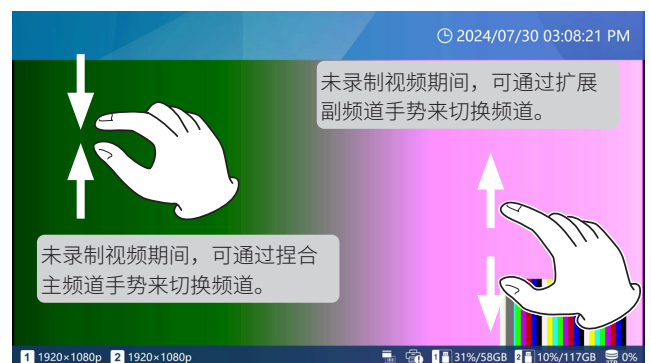 2024/07/30 03:08:21 PM
未录制视频期间，可通过扩展
副频道手势来切换频道。
未录制视频期间，可通过捏合
主频道手势来切换频道。
1 1920×1080p 2 1920×1080p 1 31%/58GB 2 10%/117GB 0%